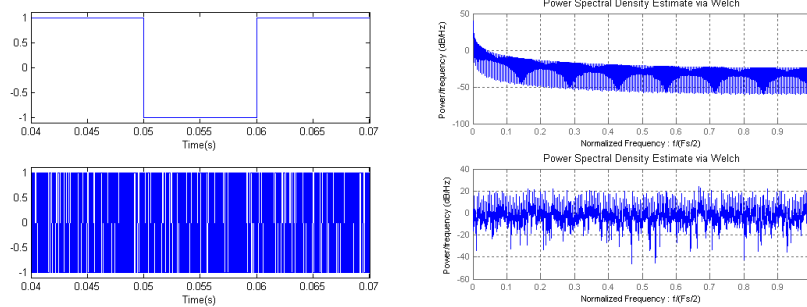 1
0.5
0
-0.5
-1
0.04 0.045 0.05 0.055 0.06 0.065 0.07
Time(s)
Power Spectral Density Estimate via Welch
50
0
-50
-100
Power/frequency (dB/Hz)
0 0.1 0.2 0.3 0.4 0.5 0.6 0.7 0.8 0.9
Normalized Frequency : f/(Fs/2)
1
0.5
0
-0.5
-1
0.04 0.045 0.05 0.055 0.06 0.065 0.07
Time(s)
Power Spectral Density Estimate via Welch
40
20
0
-20
-40
-60
Power/frequency (dB/Hz)
0 0.1 0.2 0.3 0.4 0.5 0.6 0.7 0.8 0.9
Normalized Frequency : f/(Fs/2)